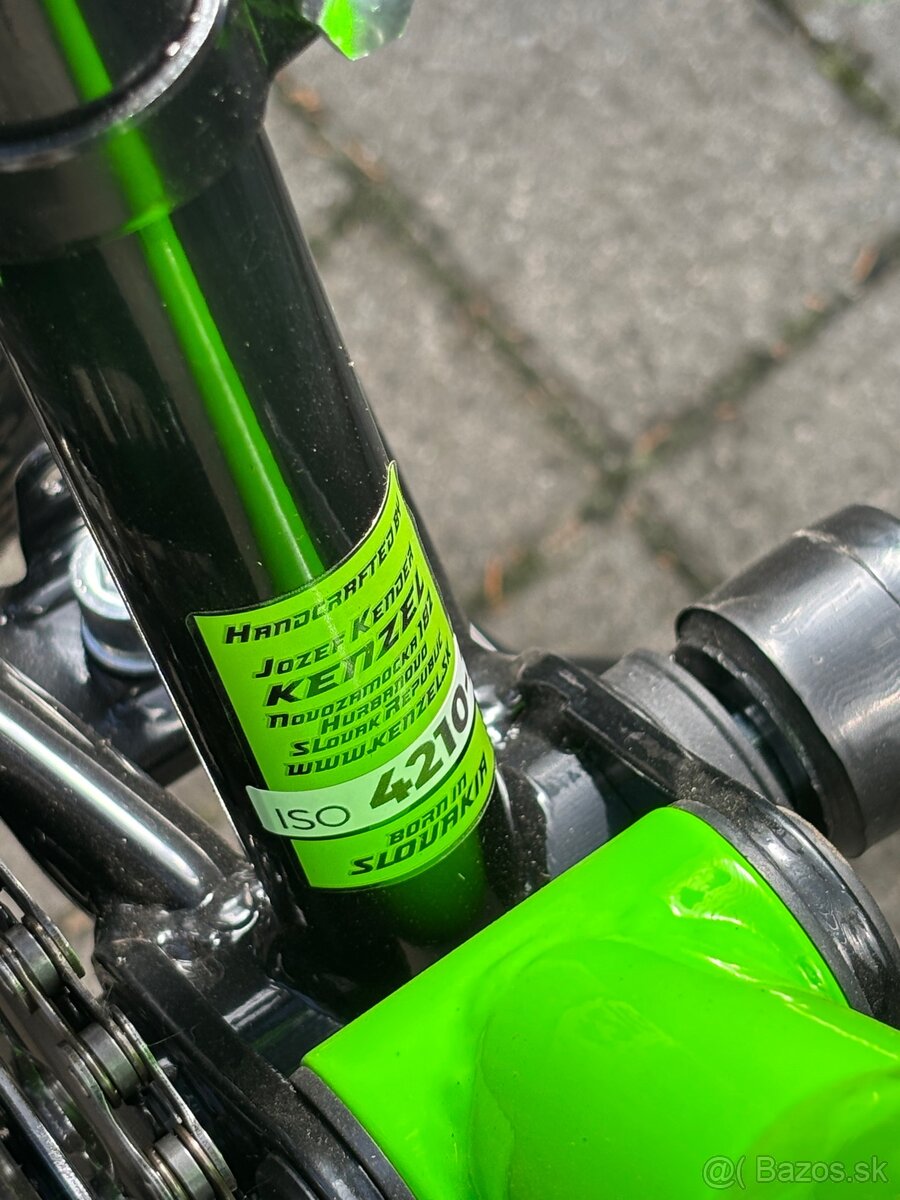 HANDCRAFTED BY
JOZEF KENDER
KENZEL
NOVOZAMOCKA 181
HURBANOVO
SLOVAK REPUBLIC
WWW.KENZEL.SK
ISO 4210
BORN IN
SLOVAKIA
@( Bazos.sk